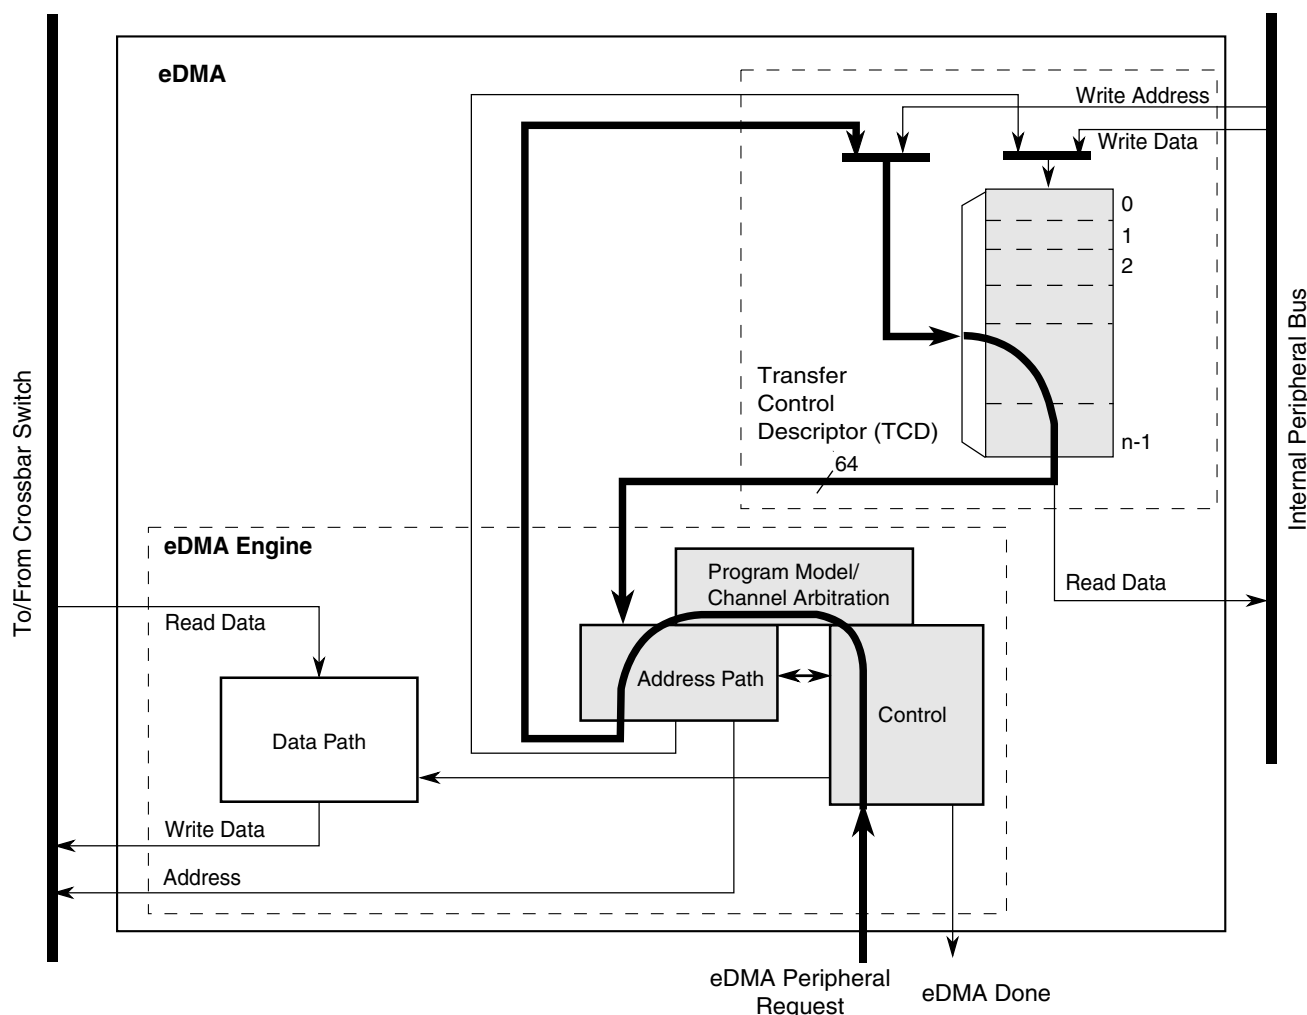 eDMA
Write Address
Write Data
0
1
2
n-1
Transfer
Control
Descriptor (TCD)
64
To/From Crossbar Switch
Internal Peripheral Bus
eDMA Engine
Program Model/
Channel Arbitration
Read Data
Read Data
Address Path
Control
Data Path
Write Data
Address
eDMA Peripheral
Request
eDMA Done